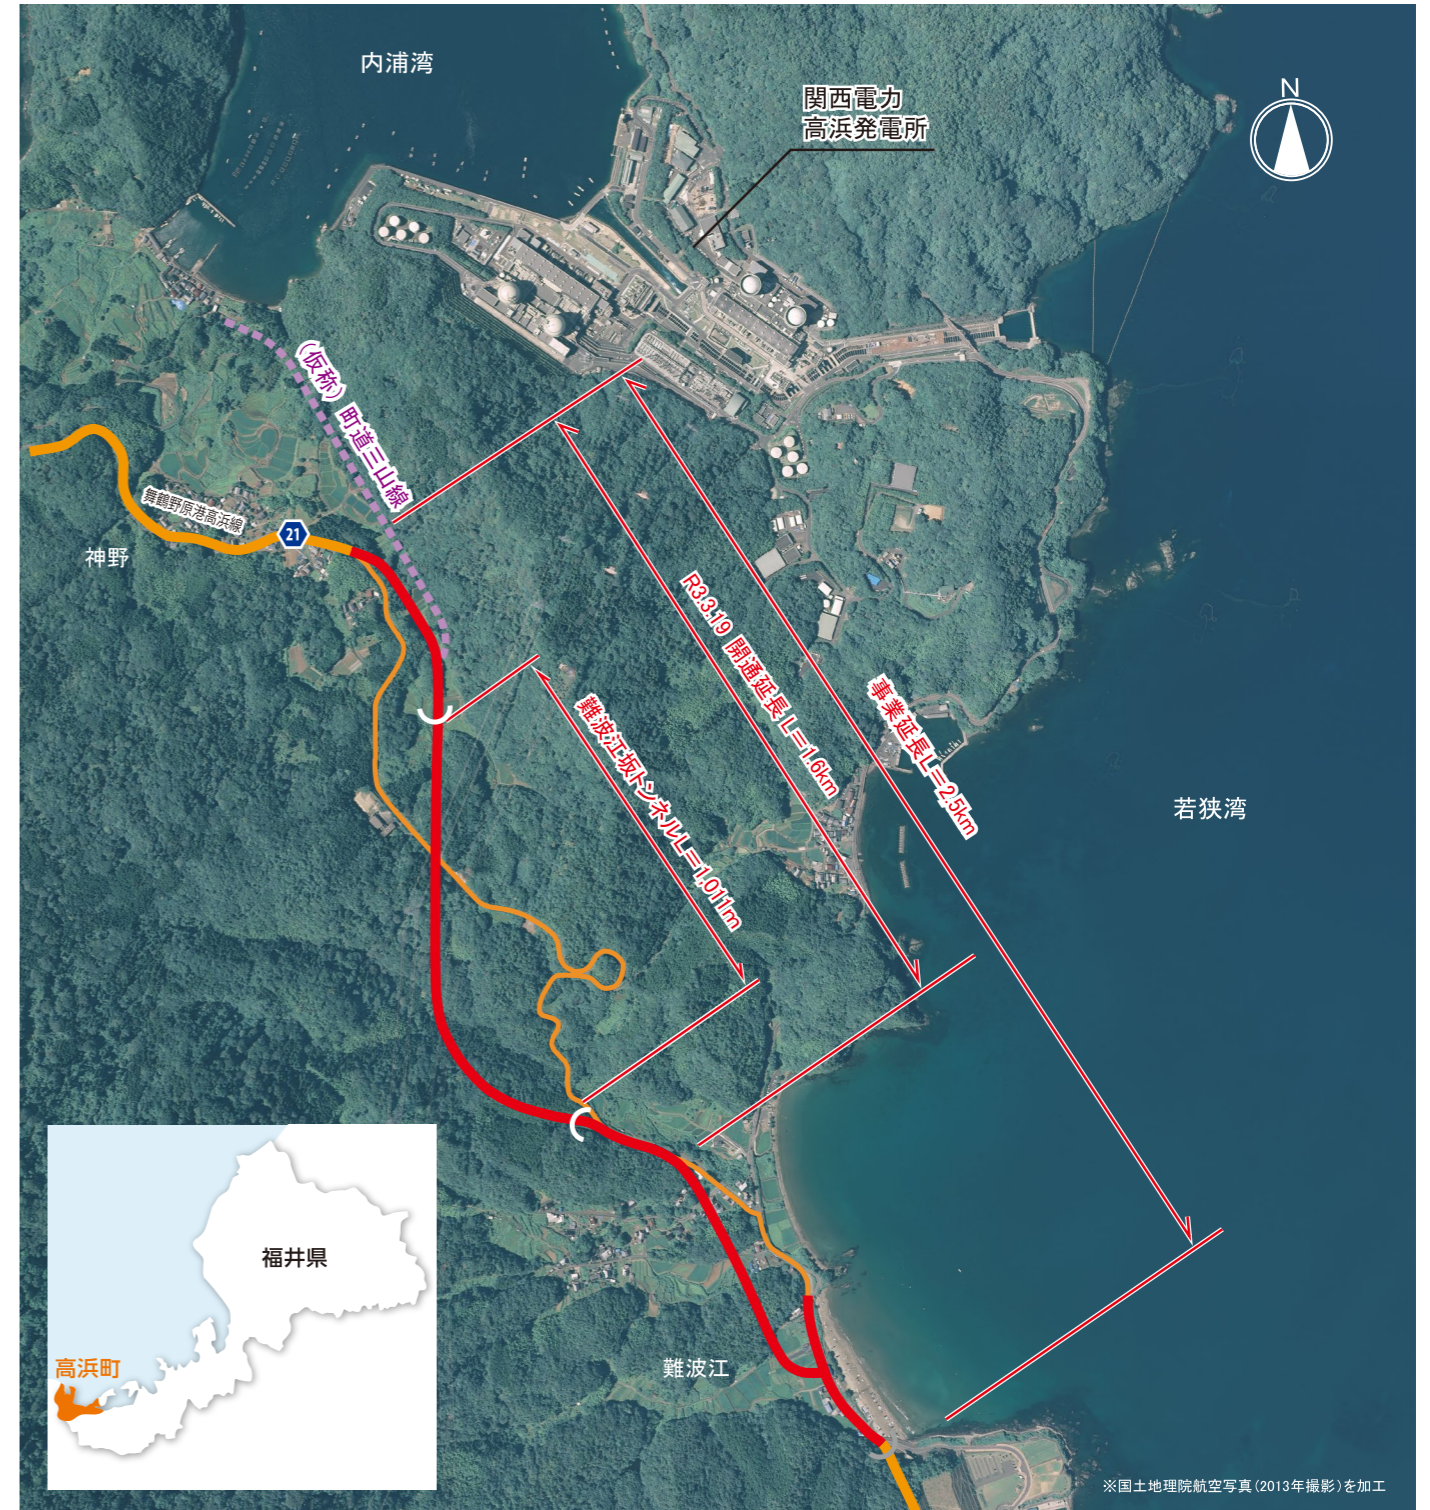 内浦湾
関西電力
高浜発電所
N
(仮称)町道三山線
舞鶴野原港高浜線
21
神野
R3.3.19 開通延長 L=1.6km
事業延長L=2.5km
難波江坂トンネルL=1,011m
若狭湾
福井県
高浜町
難波江
※国土地理院航空写真(2013年撮影)を加工